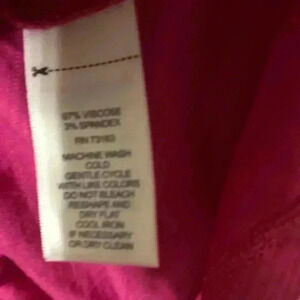 97% VISCOSE
3% SPANDEX
RN 73163
MACHINE WASH
COLD
GENTLE CYCLE
WITH LIKE COLORS
DO NOT BLEACH
RESHAPE AND
DRY FLAT
COOL IRON
IF NECESSARY
OR DRY CLEAN